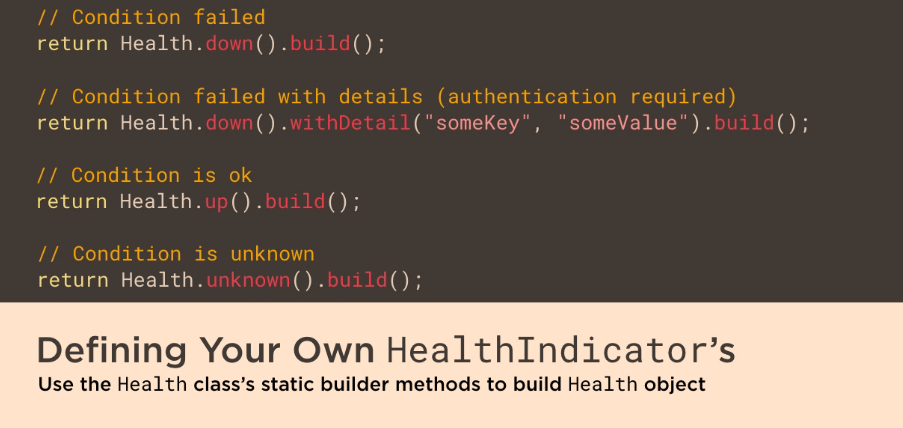 // Condition failed
return Health.down().build();
// Condition failed with details (authentication required)
return Health.down().withDetail("someKey", "someValue").build();
// Condition is ok
return Health.up().build();
// Condition is unknown
return Health.unknown().build();
Defining Your Own HealthIndicator’s
Use the Health class’s static builder methods to build Health object